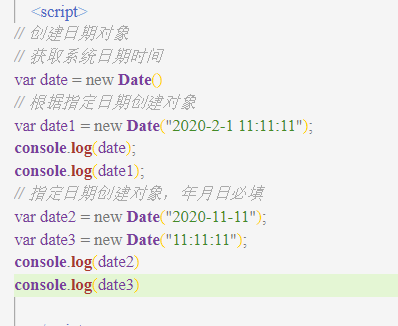 <script>
// 创建日期对象
// 获取系统日期时间
var date = new Date()
// 根据指定日期创建对象
var date1 = new Date("2020-2-1 11:11:11");
console.log(date);
console.log(date1);
// 指定日期创建对象，年月日必填
var date2 = new Date("2020-11-11");
var date3 = new Date("11:11:11");
console.log(date2)
console.log(date3)